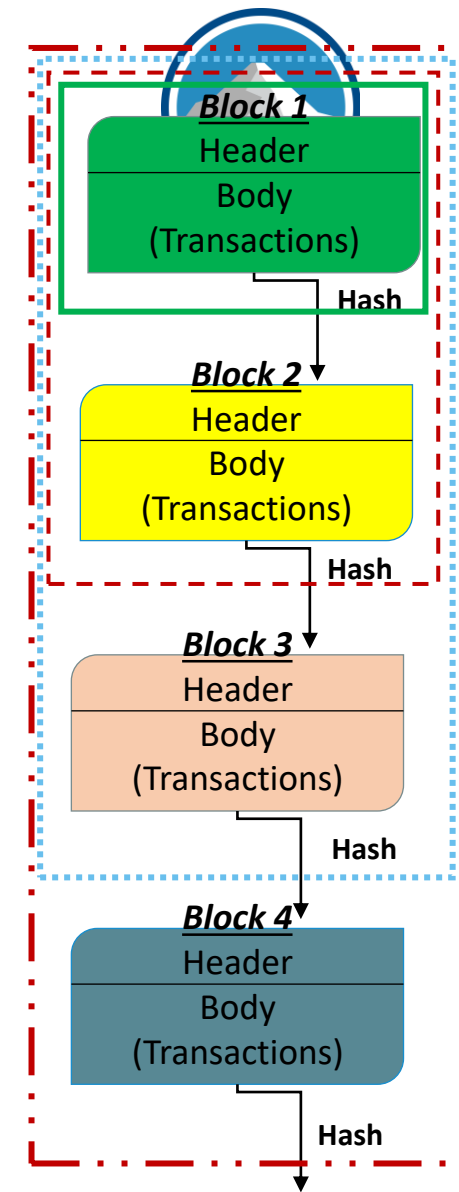 Block 1
Header
Body
(Transactions)
Hash
Block 2
Header
Body
(Transactions)
Hash
Block 3
Header
Body
(Transactions)
Hash
Block 4
Header
Body
(Transactions)
Hash